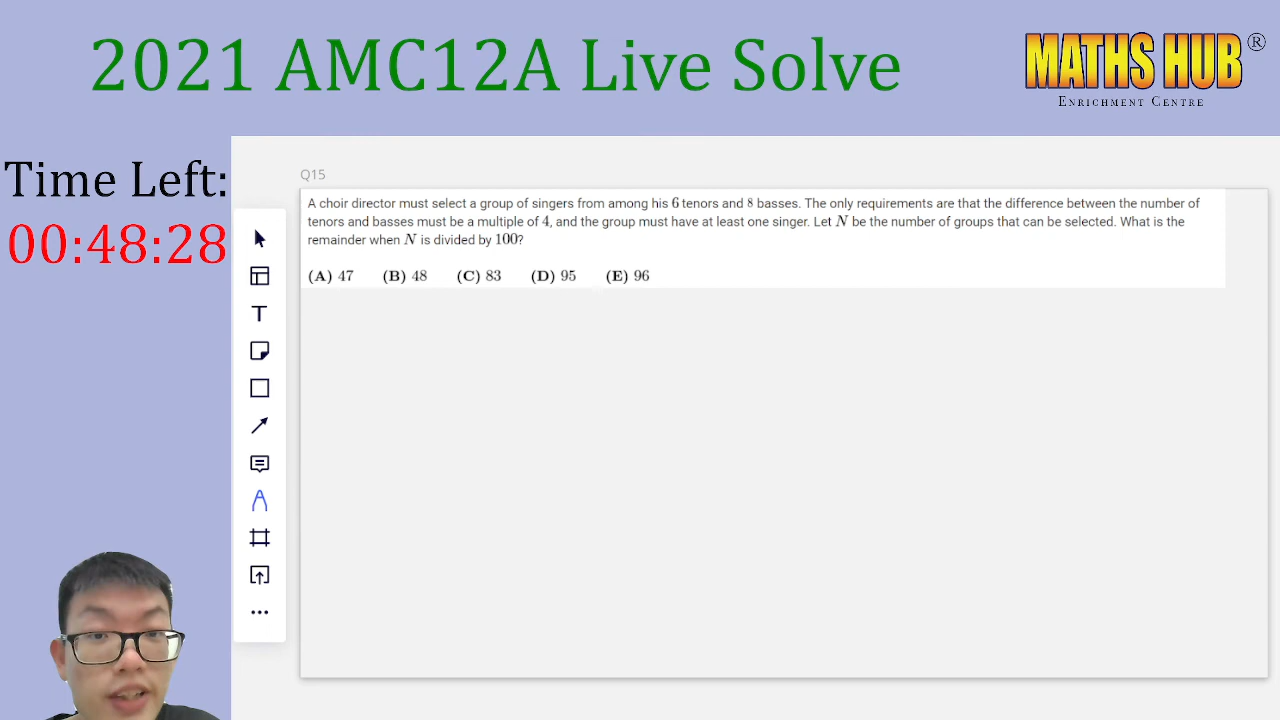 2021 AMC12A Live Solve
MATHS HUB®
ENRICHMENT CENTRE
Time Left:
00:48:28
Q15
A choir director must select a group of singers from among his 6 tenors and 8 basses. The only requirements are that the difference between the number of
tenors and basses must be a multiple of 4, and the group must have at least one singer. Let N be the number of groups that can be selected. What is the
remainder when N is divided by 100?
(A) 47 (B) 48 (C) 83 (D) 95 (E) 96